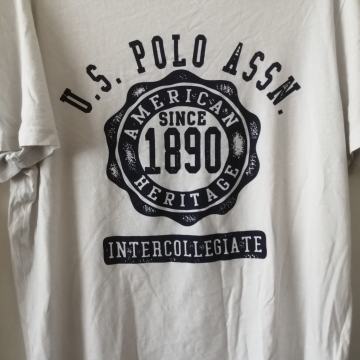 U.S. POLO ASSN.
AMERICAN
SINCE
1890
HERITAGE
INTERCOLLEGIATE